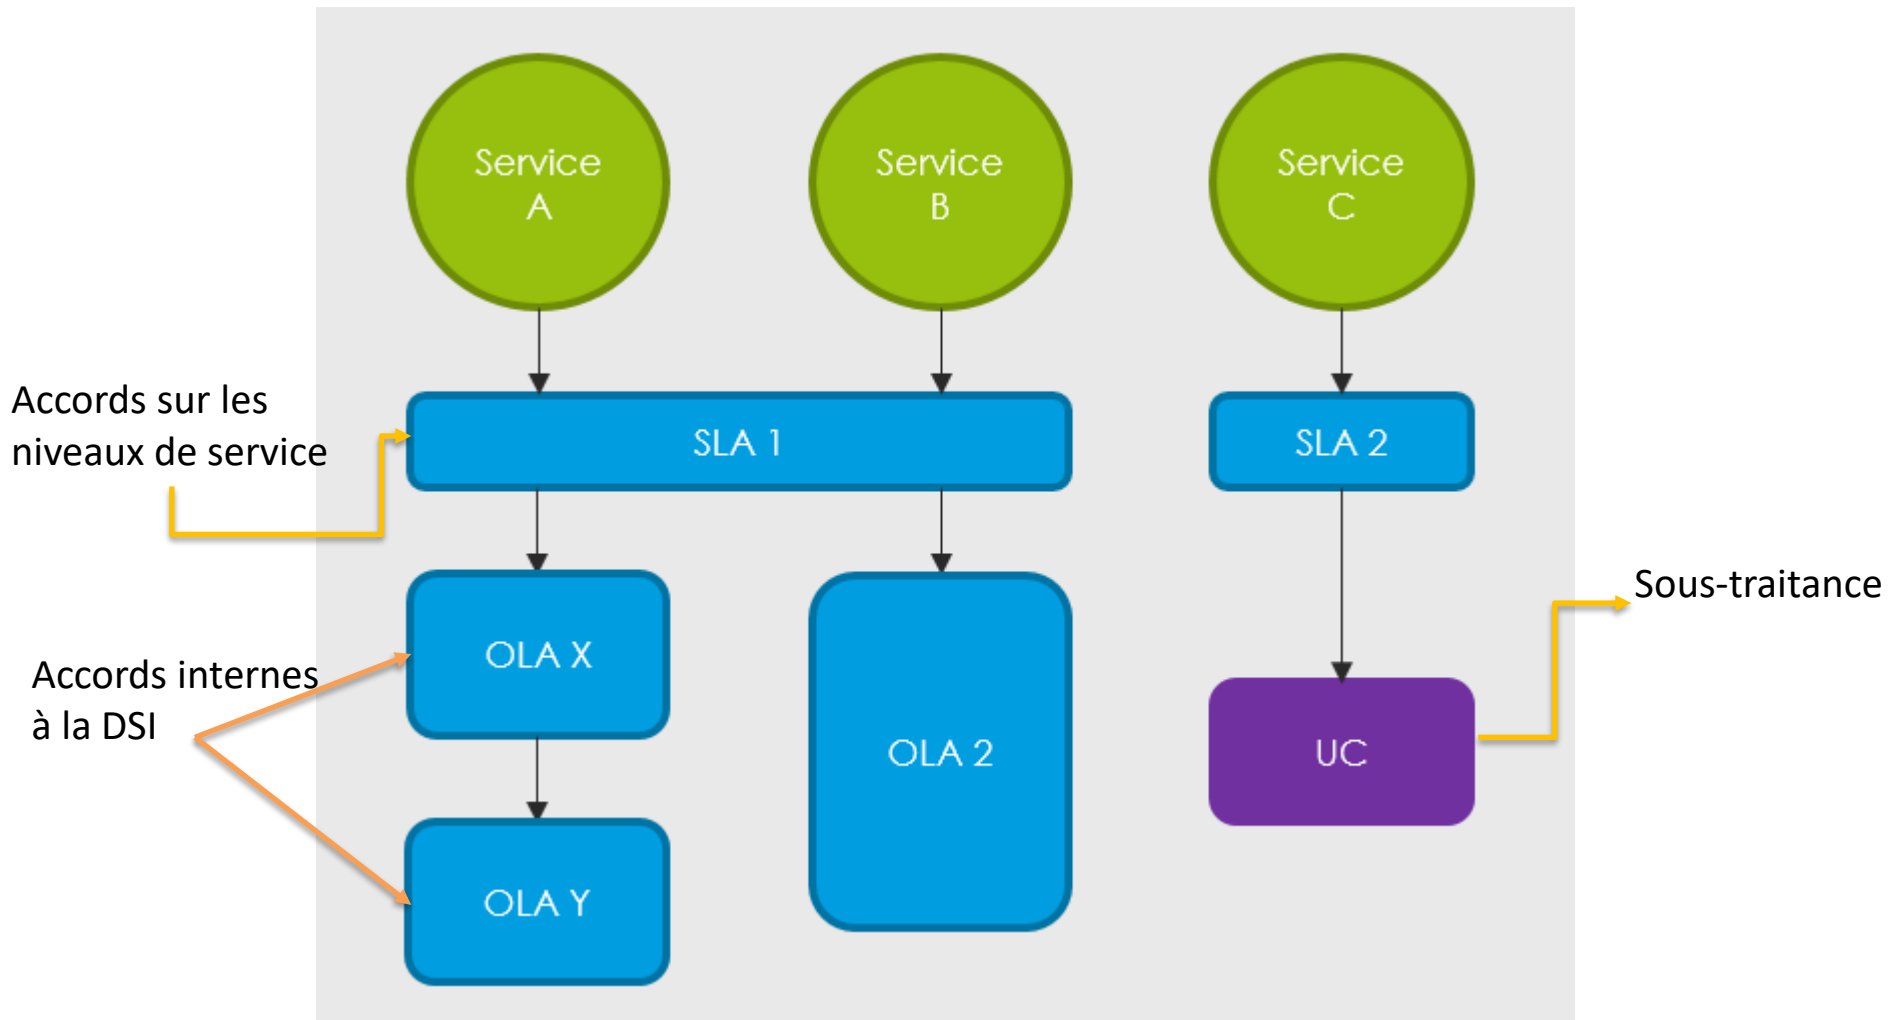 Service
A
Service
B
Service
C
Accords sur les
niveaux de service
SLA 1
SLA 2
Sous-traitance
OLA X
Accords internes
à la DSI
OLA 2
UC
OLA Y